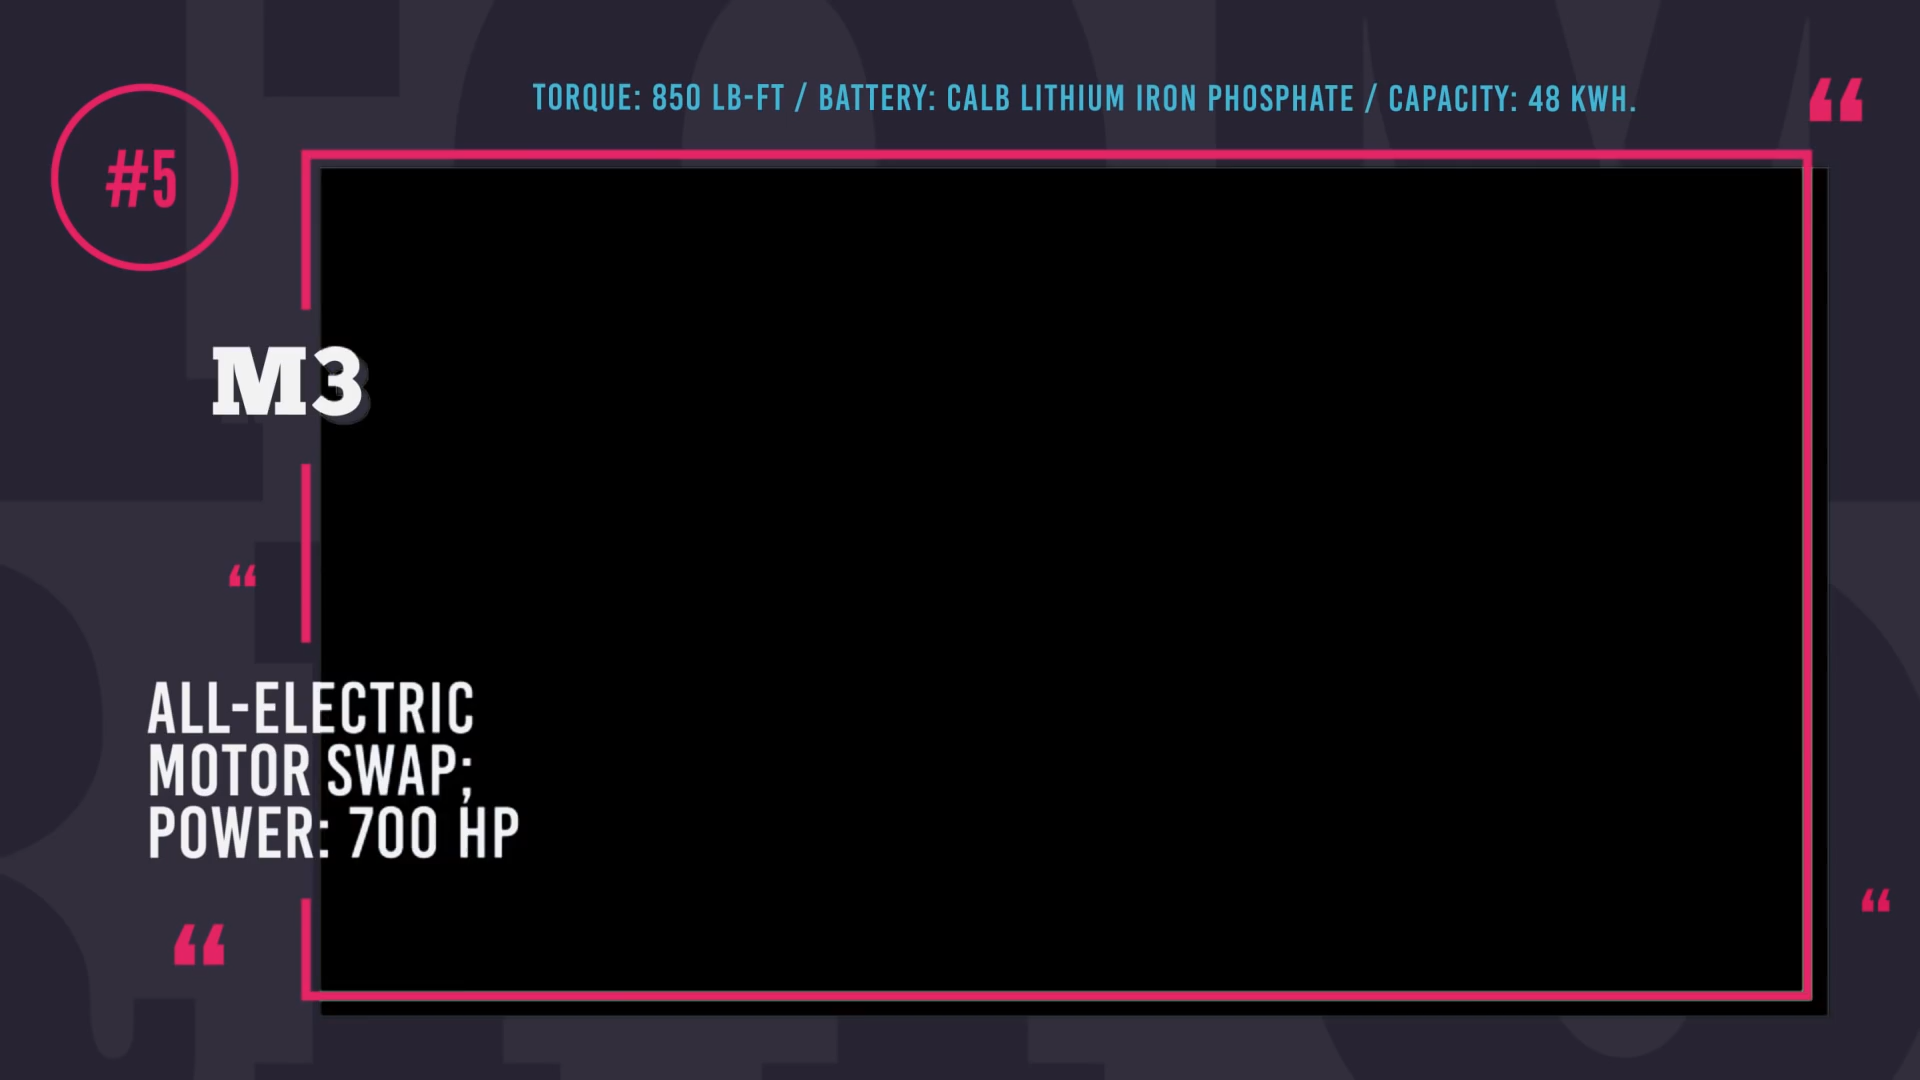 TORQUE: 850 LB-FT / BATTERY: CALB LITHIUM IRON PHOSPHATE / CAPACITY: 48 KWH.
#5
M3
ALL-ELECTRIC
MOTOR SWAP;
POWER: 700 HP